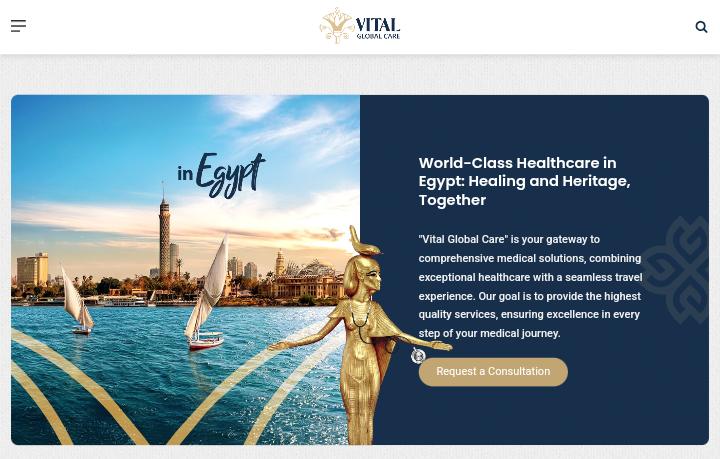 VITAL
GLOBAL CARE
in Egypt
World-Class Healthcare in
Egypt: Healing and Heritage,
Together
"Vital Global Care" is your gateway to
comprehensive medical solutions, combining
exceptional healthcare with a seamless travel
experience. Our goal is to provide the highest
quality services, ensuring excellence in every
step of your medical journey.
Request a Consultation